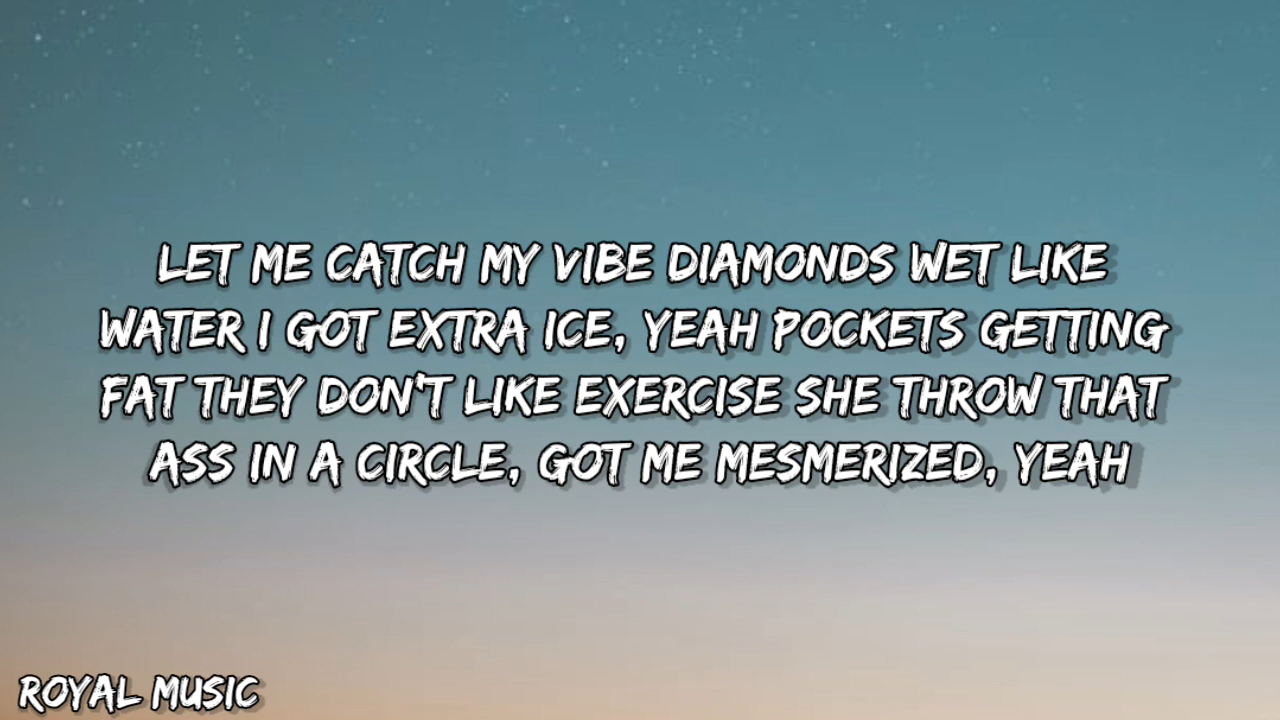 LET ME CATCH MY VIBE DIAMONDS WET LIKE
WATER I GOT EXTRA ICE, YEAH POCKETS GETTING
FAT THEY DON'T LIKE EXERCISE SHE THROW THAT
ASS IN A CIRCLE, GOT ME MESMERIZED, YEAH
ROYAL MUSIC